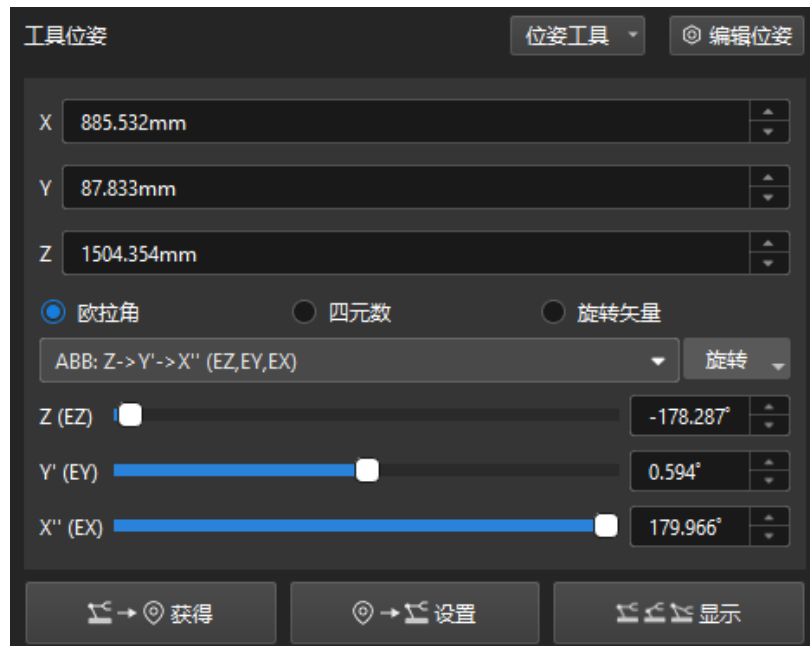 工具位姿 位姿工具 编辑位姿
X 885.532mm
Y 87.833mm
Z 1504.354mm
欧拉角 四元数 旋转矢量
ABB: Z->Y'->X'' (EZ,EY,EX) 旋转
Z (EZ) -178.287°
Y' (EY) 0.594°
X'' (EX) 179.966°
获得 设置 显示